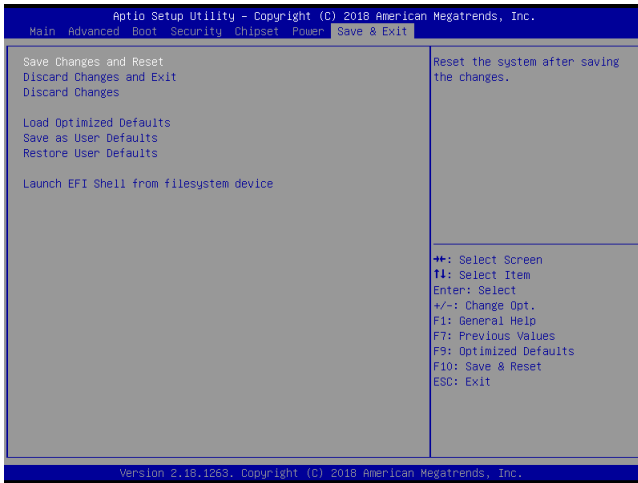 Aptio Setup Utility – Copyright (C) 2018 American Megatrends, Inc.
Main Advanced Boot Security Chipset Power Save & Exit
Save Changes and Reset
Discard Changes and Exit
Discard Changes
Load Optimized Defaults
Save as User Defaults
Restore User Defaults
Launch EFI Shell from filesystem device
Reset the system after saving
the changes.
→←: Select Screen
↑↓: Select Item
Enter: Select
+/-: Change Opt.
F1: General Help
F7: Previous Values
F9: Optimized Defaults
F10: Save & Reset
ESC: Exit
Version 2.18.1263. Copyright (C) 2018 American Megatrends, Inc.